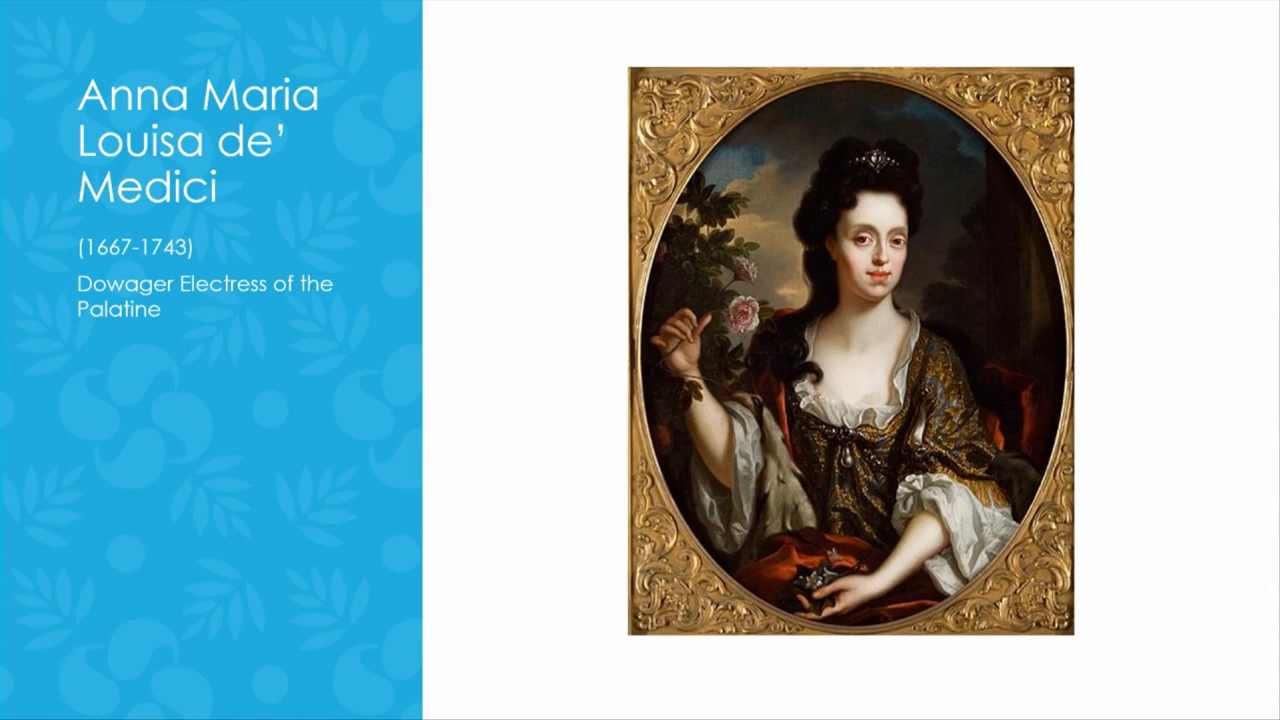 Anna Maria
Louisa de’
Medici
(1667-1743)
Dowager Electress of the
Palatine